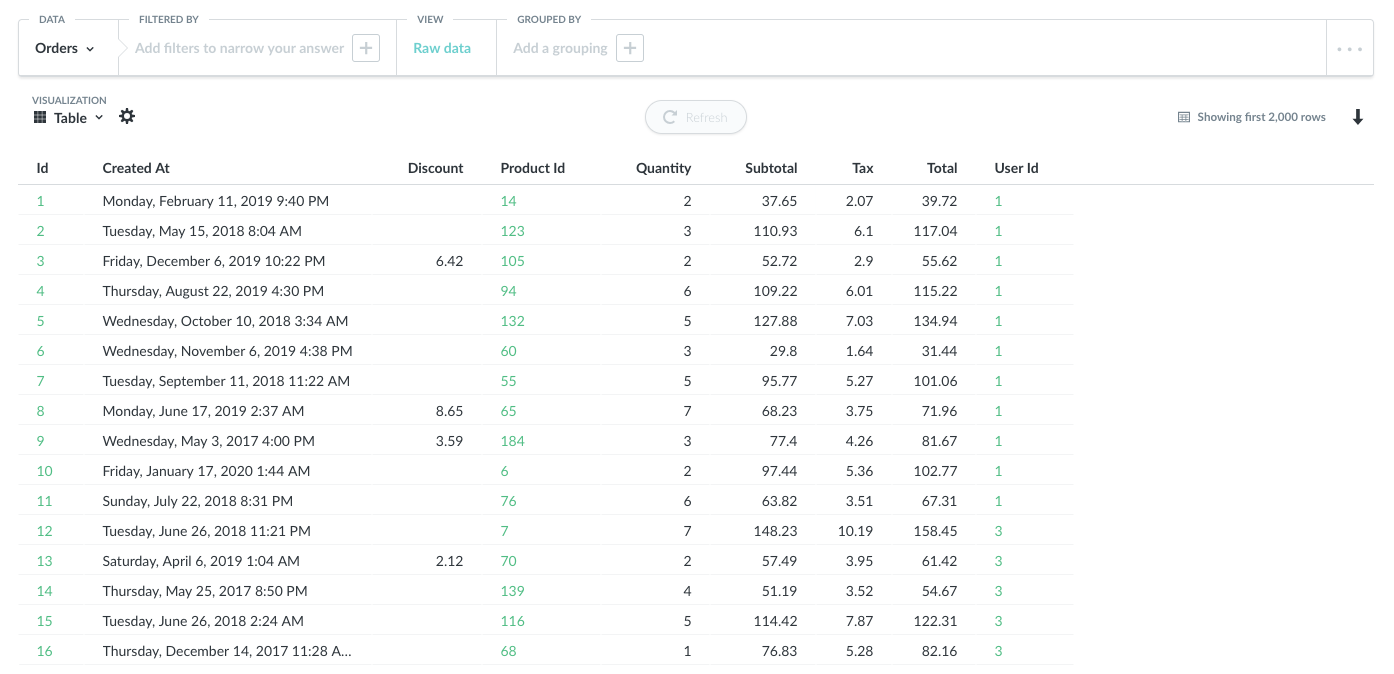 DATA FILTERED BY VIEW GROUPED BY
Orders Add filters to narrow your answer Raw data Add a grouping
VISUALIZATION
Table Refresh Showing first 2,000 rows
Id Created At Discount Product Id Quantity Subtotal Tax Total User Id
1 Monday, February 11, 2019 9:40 PM 14 2 37.65 2.07 39.72 1
2 Tuesday, May 15, 2018 8:04 AM 123 3 110.93 6.1 117.04 1
3 Friday, December 6, 2019 10:22 PM 6.42 105 2 52.72 2.9 55.62 1
4 Thursday, August 22, 2019 4:30 PM 94 6 109.22 6.01 115.22 1
5 Wednesday, October 10, 2018 3:34 AM 132 5 127.88 7.03 134.94 1
6 Wednesday, November 6, 2019 4:38 PM 60 3 29.8 1.64 31.44 1
7 Tuesday, September 11, 2018 11:22 AM 55 5 95.77 5.27 101.06 1
8 Monday, June 17, 2019 2:37 AM 8.65 65 7 68.23 3.75 71.96 1
9 Wednesday, May 3, 2017 4:00 PM 3.59 184 3 77.4 4.26 81.67 1
10 Friday, January 17, 2020 1:44 AM 6 2 97.44 5.36 102.77 1
11 Sunday, July 22, 2018 8:31 PM 76 6 63.82 3.51 67.31 1
12 Tuesday, June 26, 2018 11:21 PM 7 7 148.23 10.19 158.45 3
13 Saturday, April 6, 2019 1:04 AM 2.12 70 2 57.49 3.95 61.42 3
14 Thursday, May 25, 2017 8:50 PM 139 4 51.19 3.52 54.67 3
15 Tuesday, June 26, 2018 2:24 AM 116 5 114.42 7.87 122.31 3
16 Thursday, December 14, 2017 11:28 A... 68 1 76.83 5.28 82.16 3